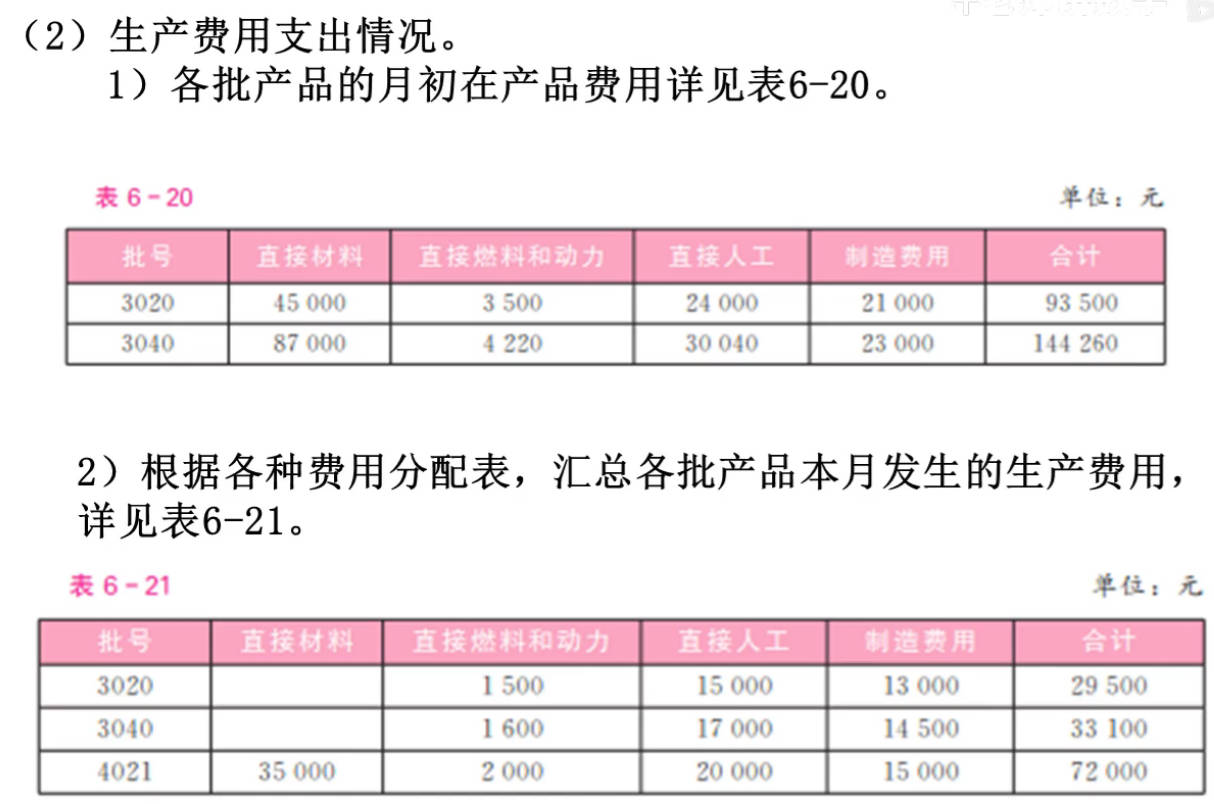 （2）生产费用支出情况。
1）各批产品的月初在产品费用详见表6-20。
表 6-20 单位：元
批号 直接材料 直接燃料和动力 直接人工 制造费用 合计
3020 45 000 3 500 24 000 21 000 93 500
3040 87 000 4 220 30 040 23 000 144 260
2）根据各种费用分配表，汇总各批产品本月发生的生产费用，
详见表6-21。
表 6-21 单位：元
批号 直接材料 直接燃料和动力 直接人工 制造费用 合计
3020 1 500 15 000 13 000 29 500
3040 1 600 17 000 14 500 33 100
4021 35 000 2 000 20 000 15 000 72 000